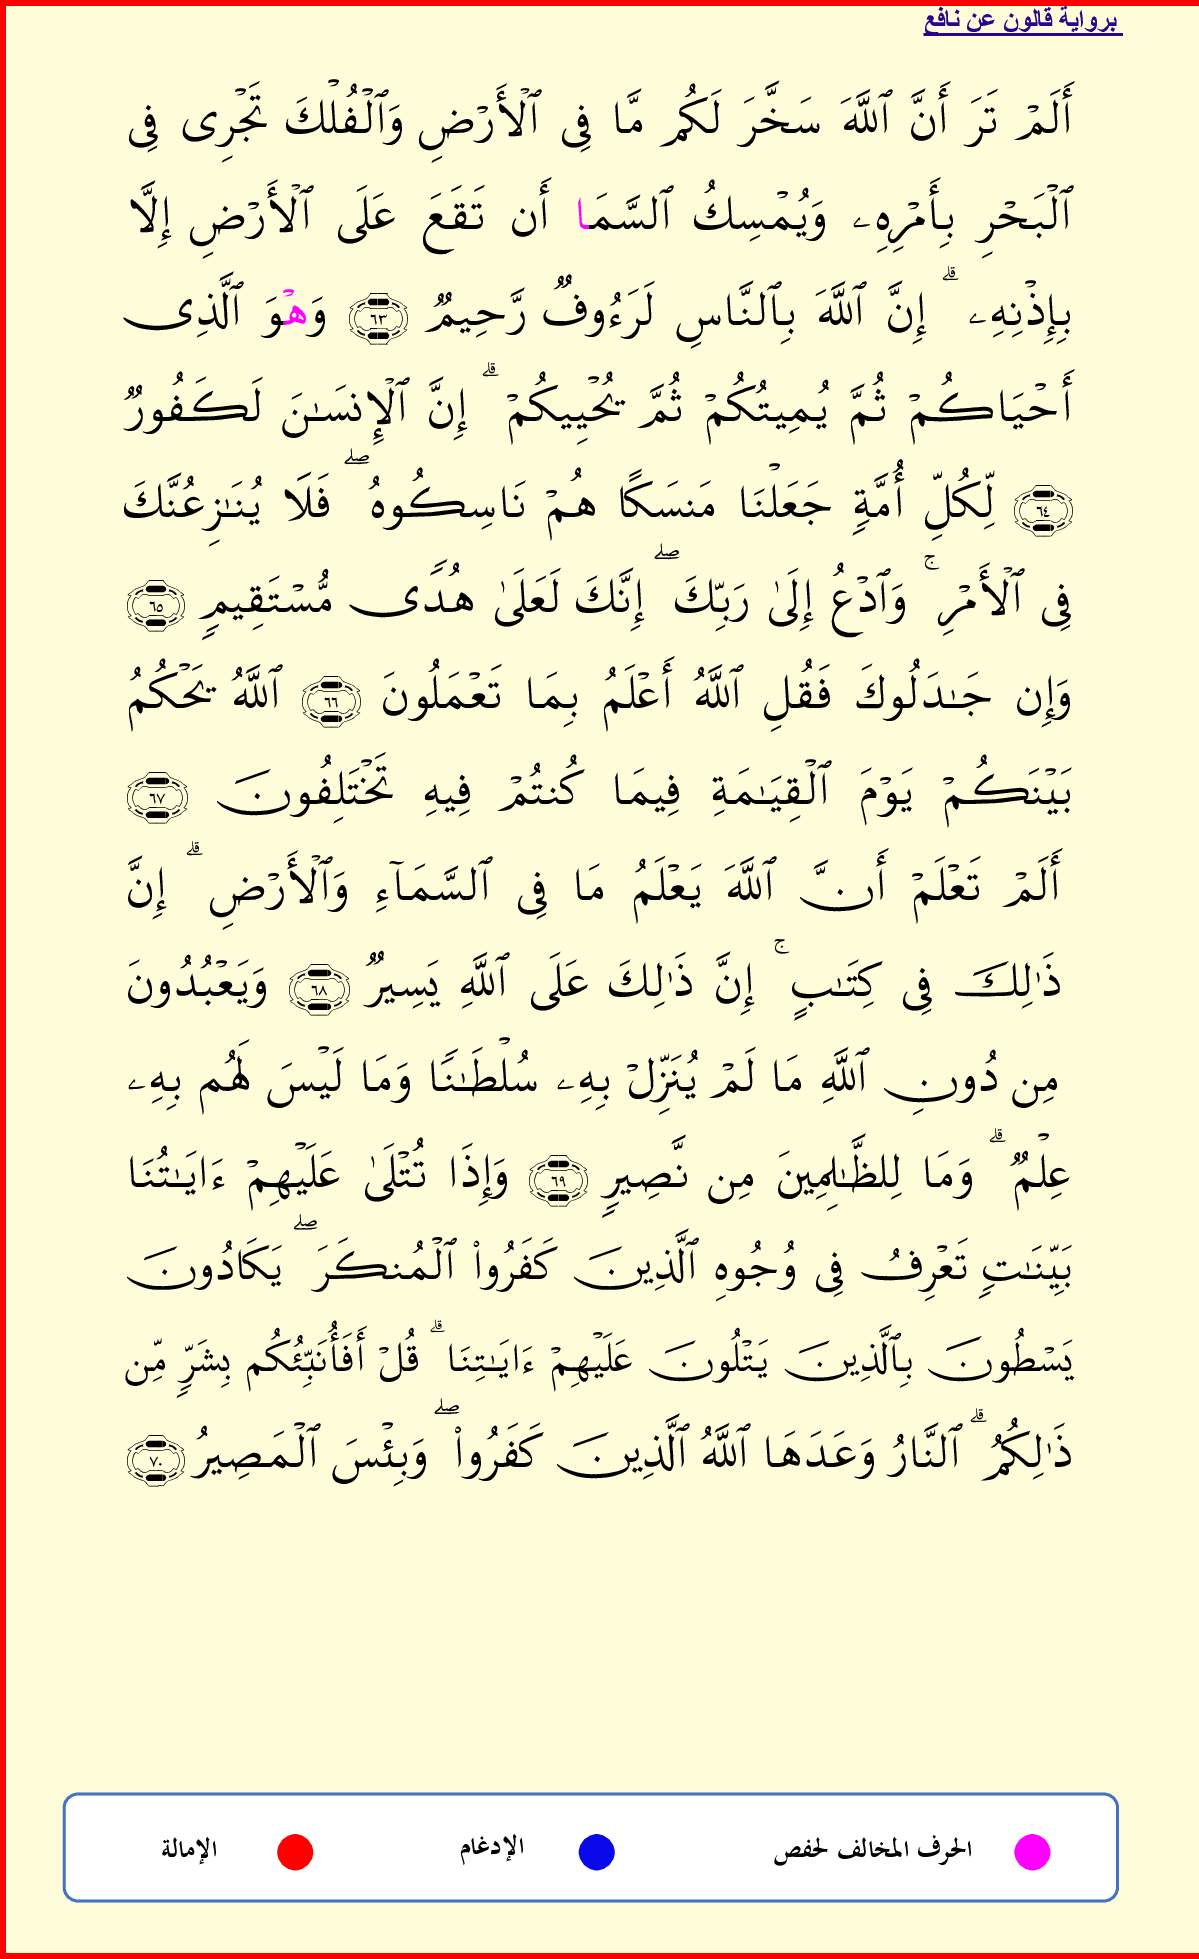 برواية قالون عن نافع
أَلَمْ تَرَ أَنَّ ٱللَّهَ سَخَّرَ لَكُم مَّا فِى ٱلْأَرْضِ وَٱلْفُلْكَ تَجْرِى فِى
ٱلْبَحْرِ بِأَمْرِهِۦ وَيُمْسِكُ ٱلسَّمَا أَن تَقَعَ عَلَى ٱلْأَرْضِ إِلَّا
بِإِذْنِهِۦ ۗ إِنَّ ٱللَّهَ بِٱلنَّاسِ لَرَءُوفٌ رَّحِيمٌ ٦٣ وَهْوَ ٱلَّذِى
أَحْيَاكُمْ ثُمَّ يُمِيتُكُمْ ثُمَّ يُحْيِيكُمْ ۗ إِنَّ ٱلْإِنسَـٰنَ لَكَفُورٌ
٦٤ لِّكُلِّ أُمَّةٍ جَعَلْنَا مَنسَكًا هُمْ نَاسِكُوهُ ۖ فَلَا يُنَـٰزِعُنَّكَ
فِى ٱلْأَمْرِ ۚ وَٱدْعُ إِلَىٰ رَبِّكَ ۖ إِنَّكَ لَعَلَىٰ هُدًى مُّسْتَقِيمٍ ٦٥
وَإِن جَـٰدَلُوكَ فَقُلِ ٱللَّهُ أَعْلَمُ بِمَا تَعْمَلُونَ ٦٦ ٱللَّهُ يَحْكُمُ
بَيْنَكُمْ يَوْمَ ٱلْقِيَـٰمَةِ فِيمَا كُنتُمْ فِيهِ تَخْتَلِفُونَ ٦٧
أَلَمْ تَعْلَمْ أَنَّ ٱللَّهَ يَعْلَمُ مَا فِى ٱلسَّمَآءِ وَٱلْأَرْضِ ۗ إِنَّ
ذَٰلِكَ فِى كِتَـٰبٍ ۚ إِنَّ ذَٰلِكَ عَلَى ٱللَّهِ يَسِيرٌ ٦٨ وَيَعْبُدُونَ
مِن دُونِ ٱللَّهِ مَا لَمْ يُنَزِّلْ بِهِۦ سُلْطَـٰنًا وَمَا لَيْسَ لَهُم بِهِۦ
عِلْمٌ ۗ وَمَا لِلظَّـٰلِمِينَ مِن نَّصِيرٍ ٦٩ وَإِذَا تُتْلَىٰ عَلَيْهِمْ ءَايَـٰتُنَا
بَيِّنَـٰتٍ تَعْرِفُ فِى وُجُوهِ ٱلَّذِينَ كَفَرُوا۟ ٱلْمُنكَرَ ۖ يَكَادُونَ
يَسْطُونَ بِٱلَّذِينَ يَتْلُونَ عَلَيْهِمْ ءَايَـٰتِنَا ۗ قُلْ أَفَأُنَبِّئُكُم بِشَرٍّ مِّن
ذَٰلِكُمُ ۗ ٱلنَّارُ وَعَدَهَا ٱللَّهُ ٱلَّذِينَ كَفَرُوا۟ ۖ وَبِئْسَ ٱلْمَصِيرُ ٧٠
الحرف المخالف لحفص الإدغام الإمالة